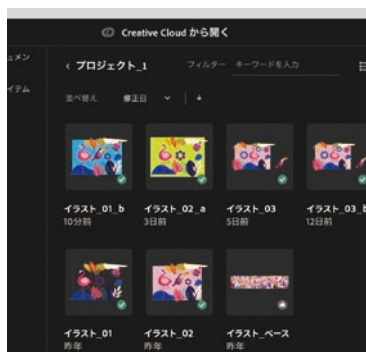 Creative Cloud から開く
ュメン
イテム
プロジェクト_1
フィルター キーワードを入力
並べ替え 修正日
イラスト_01_b イラスト_02_a イラスト_03 イラスト_03_b
10分前 3日前 5日前 12日前
イラスト_01 イラスト_02 イラスト_ベース
昨年 昨年 昨年